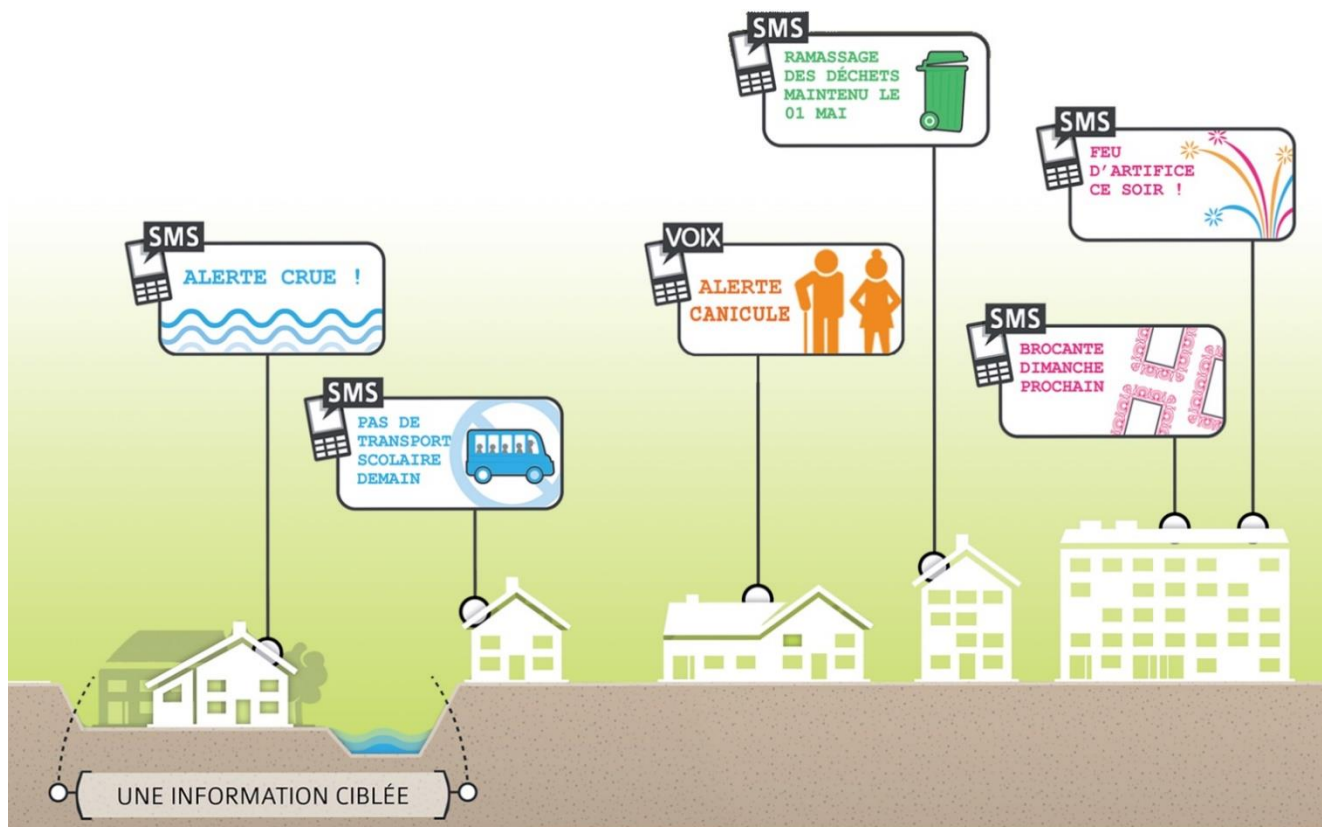 SMS
ALERTE CRUE !
SMS
PAS DE
TRANSPORT
SCOLAIRE
DEMAIN
VOIX
ALERTE
CANICULE
SMS
RAMASSAGE
DES DÉCHETS
MAINTENU LE
01 MAI
SMS
FEU
D'ARTIFICE
CE SOIR !
SMS
BROCANTE
DIMANCHE
PROCHAIN
UNE INFORMATION CIBLÉE